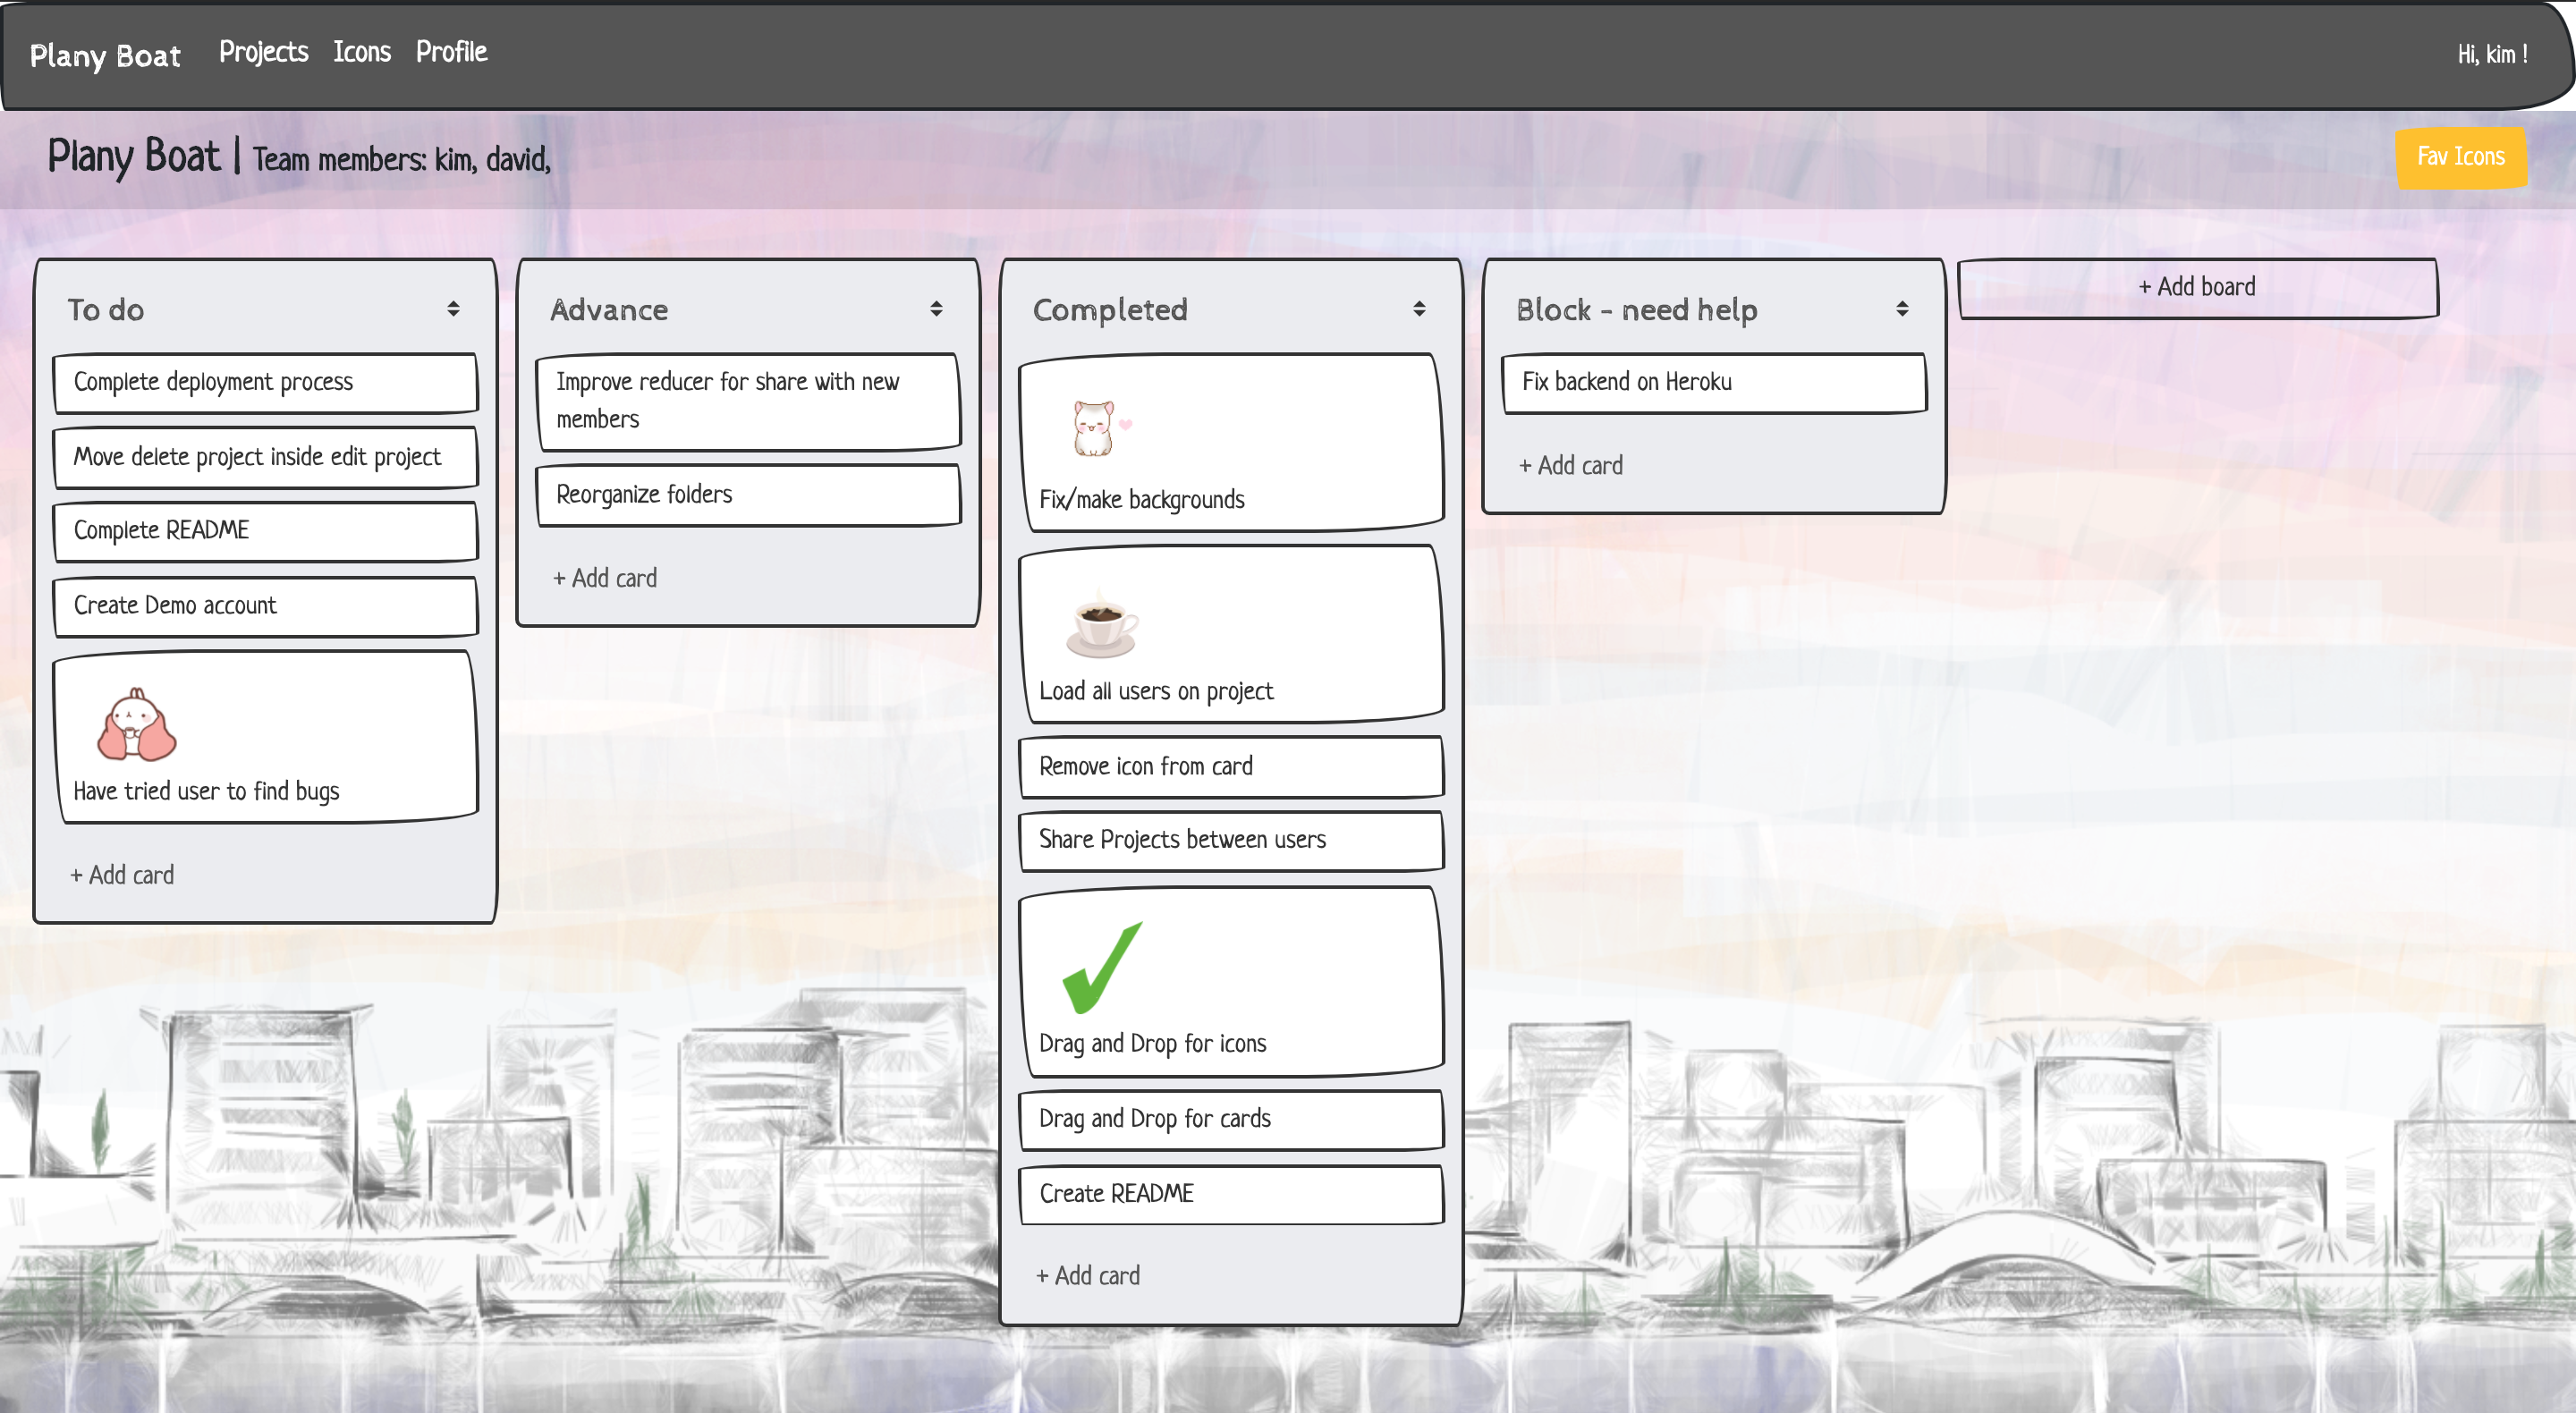 Plany Boat Projects Icons Profile Hi, kim !
Plany Boat | Team members: kim, david,
Fav Icons
To do
Complete deployment process
Move delete project inside edit project
Complete README
Create Demo account
Have tried user to find bugs
+ Add card
Advance
Improve reducer for share with new
members
Reorganize folders
+ Add card
Completed
Fix/make backgrounds
Load all users on project
Remove icon from card
Share Projects between users
Drag and Drop for icons
Drag and Drop for cards
Create README
+ Add card
Block - need help
Fix backend on Heroku
+ Add card
+ Add board